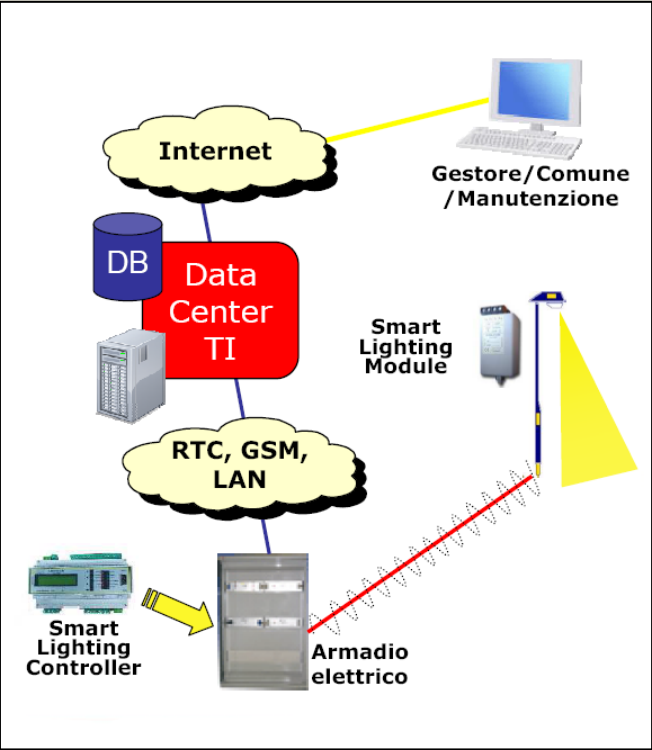 Internet
Gestore/Comune
/Manutenzione
DB
Data
Center
TI
Smart
Lighting
Module
RTC, GSM,
LAN
Smart
Lighting
Controller
Armadio
elettrico